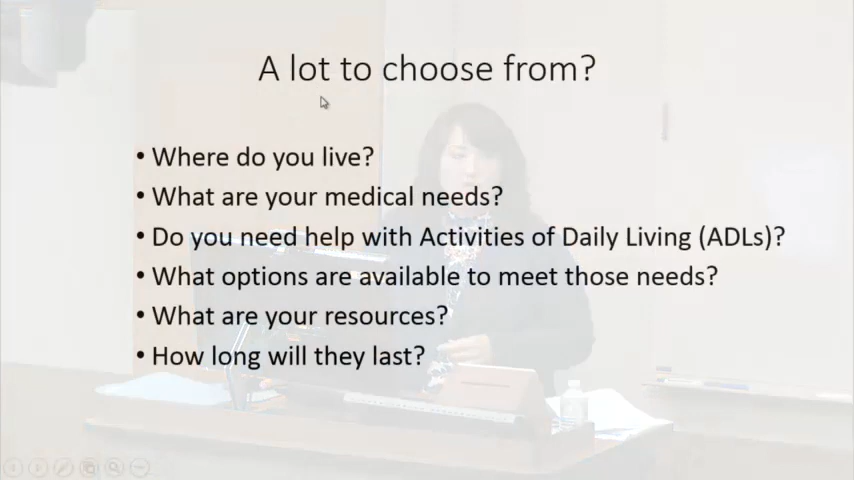 A lot to choose from?
• Where do you live?
• What are your medical needs?
• Do you need help with Activities of Daily Living (ADLs)?
• What options are available to meet those needs?
• What are your resources?
• How long will they last?